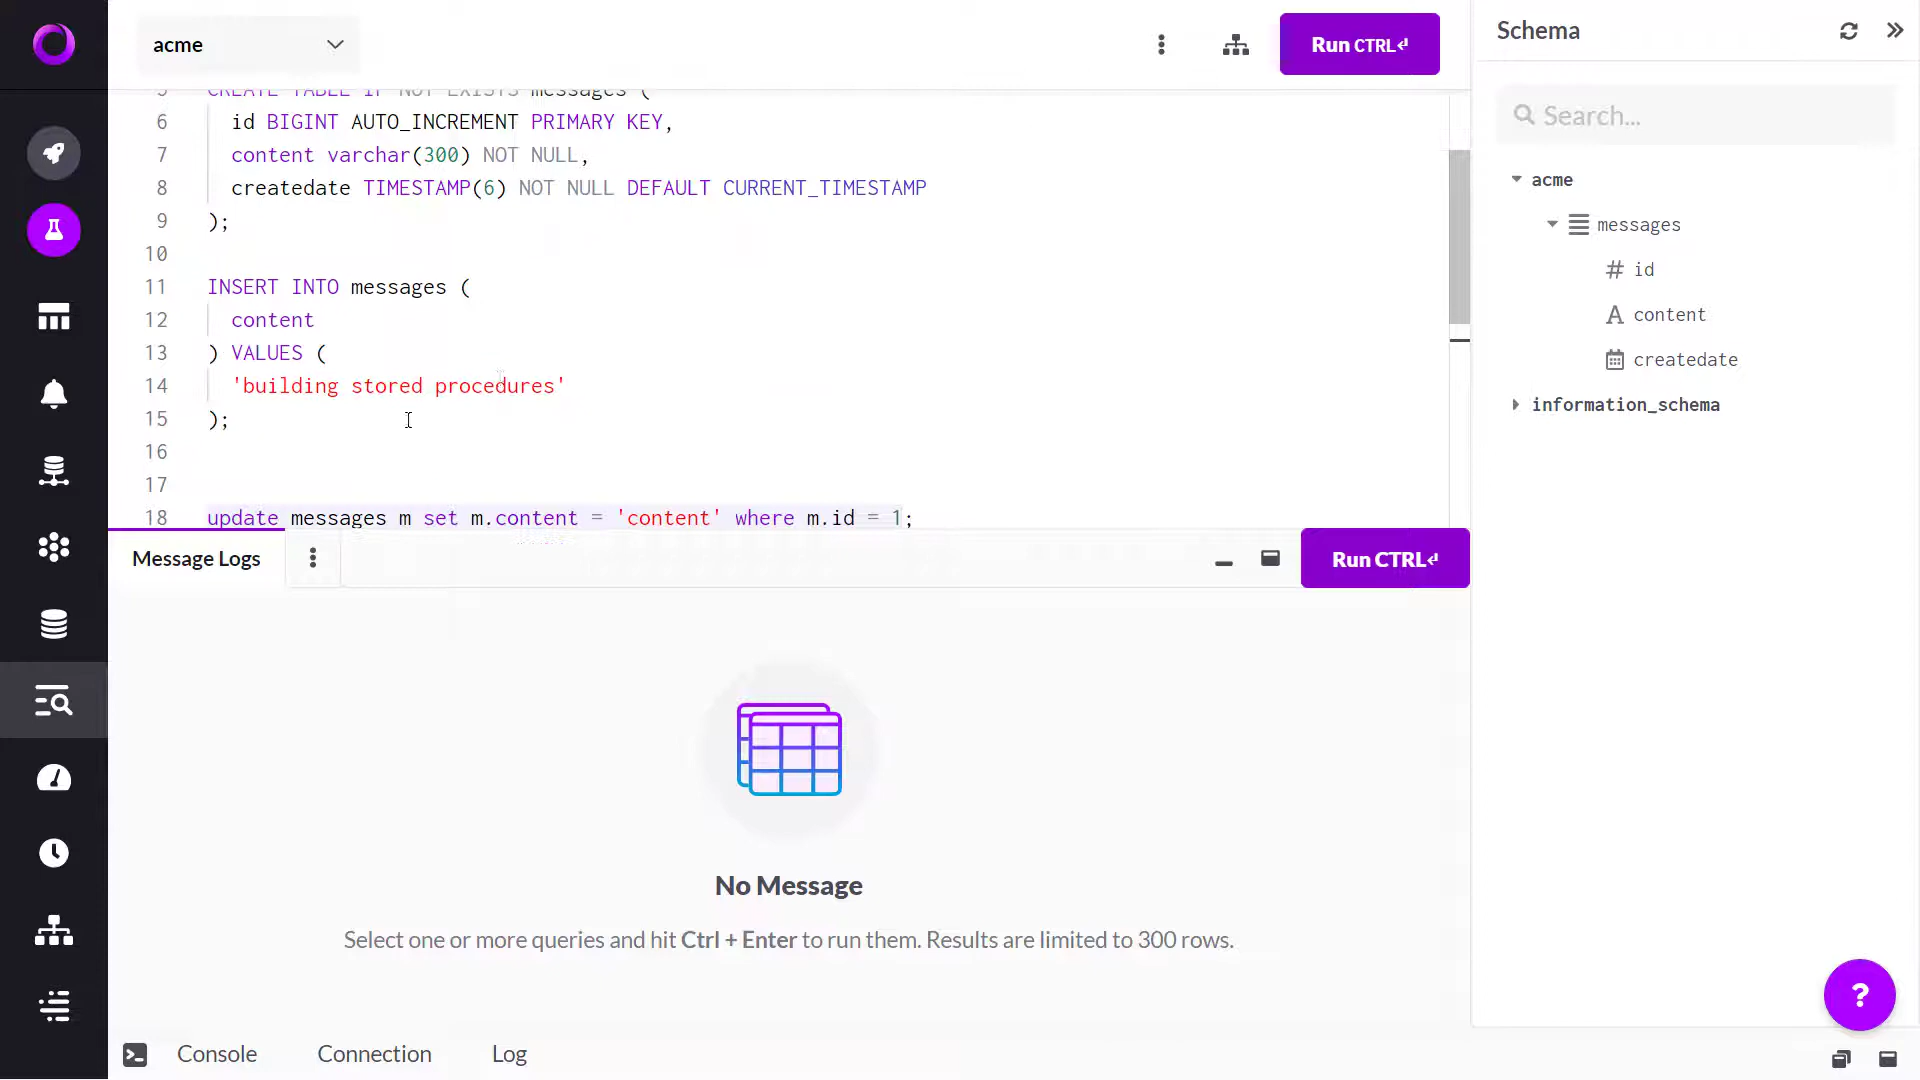 acme
Run CTRL↵
5 CREATE TABLE IF NOT EXISTS messages (
6 id BIGINT AUTO_INCREMENT PRIMARY KEY,
7 content varchar(300) NOT NULL,
8 createdate TIMESTAMP(6) NOT NULL DEFAULT CURRENT_TIMESTAMP
9 );
10
11 INSERT INTO messages (
12 content
13 ) VALUES (
14 'building stored procedures'
15 );
16
17
18 update messages m set m.content = 'content' where m.id = 1;
Message Logs
Run CTRL↵
No Message
Select one or more queries and hit Ctrl + Enter to run them. Results are limited to 300 rows.
Console
Connection
Log
Schema
Search...
acme
messages
# id
A content
createdate
information_schema
?